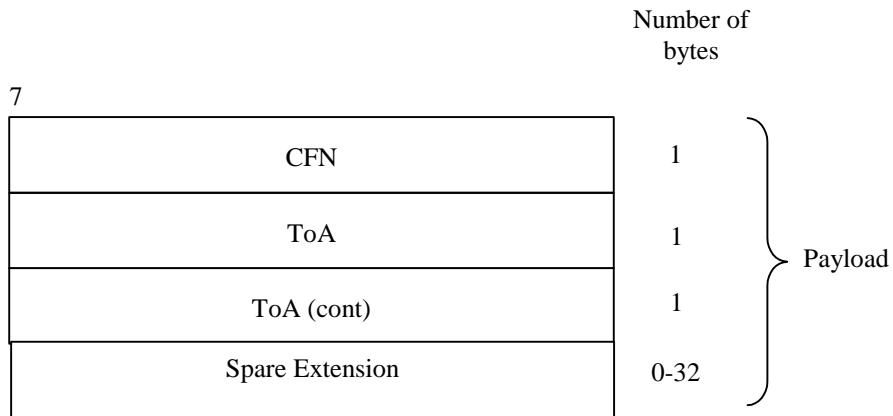 Number of
bytes
7
CFN 1
ToA 1
Payload
ToA (cont) 1
Spare Extension 0-32